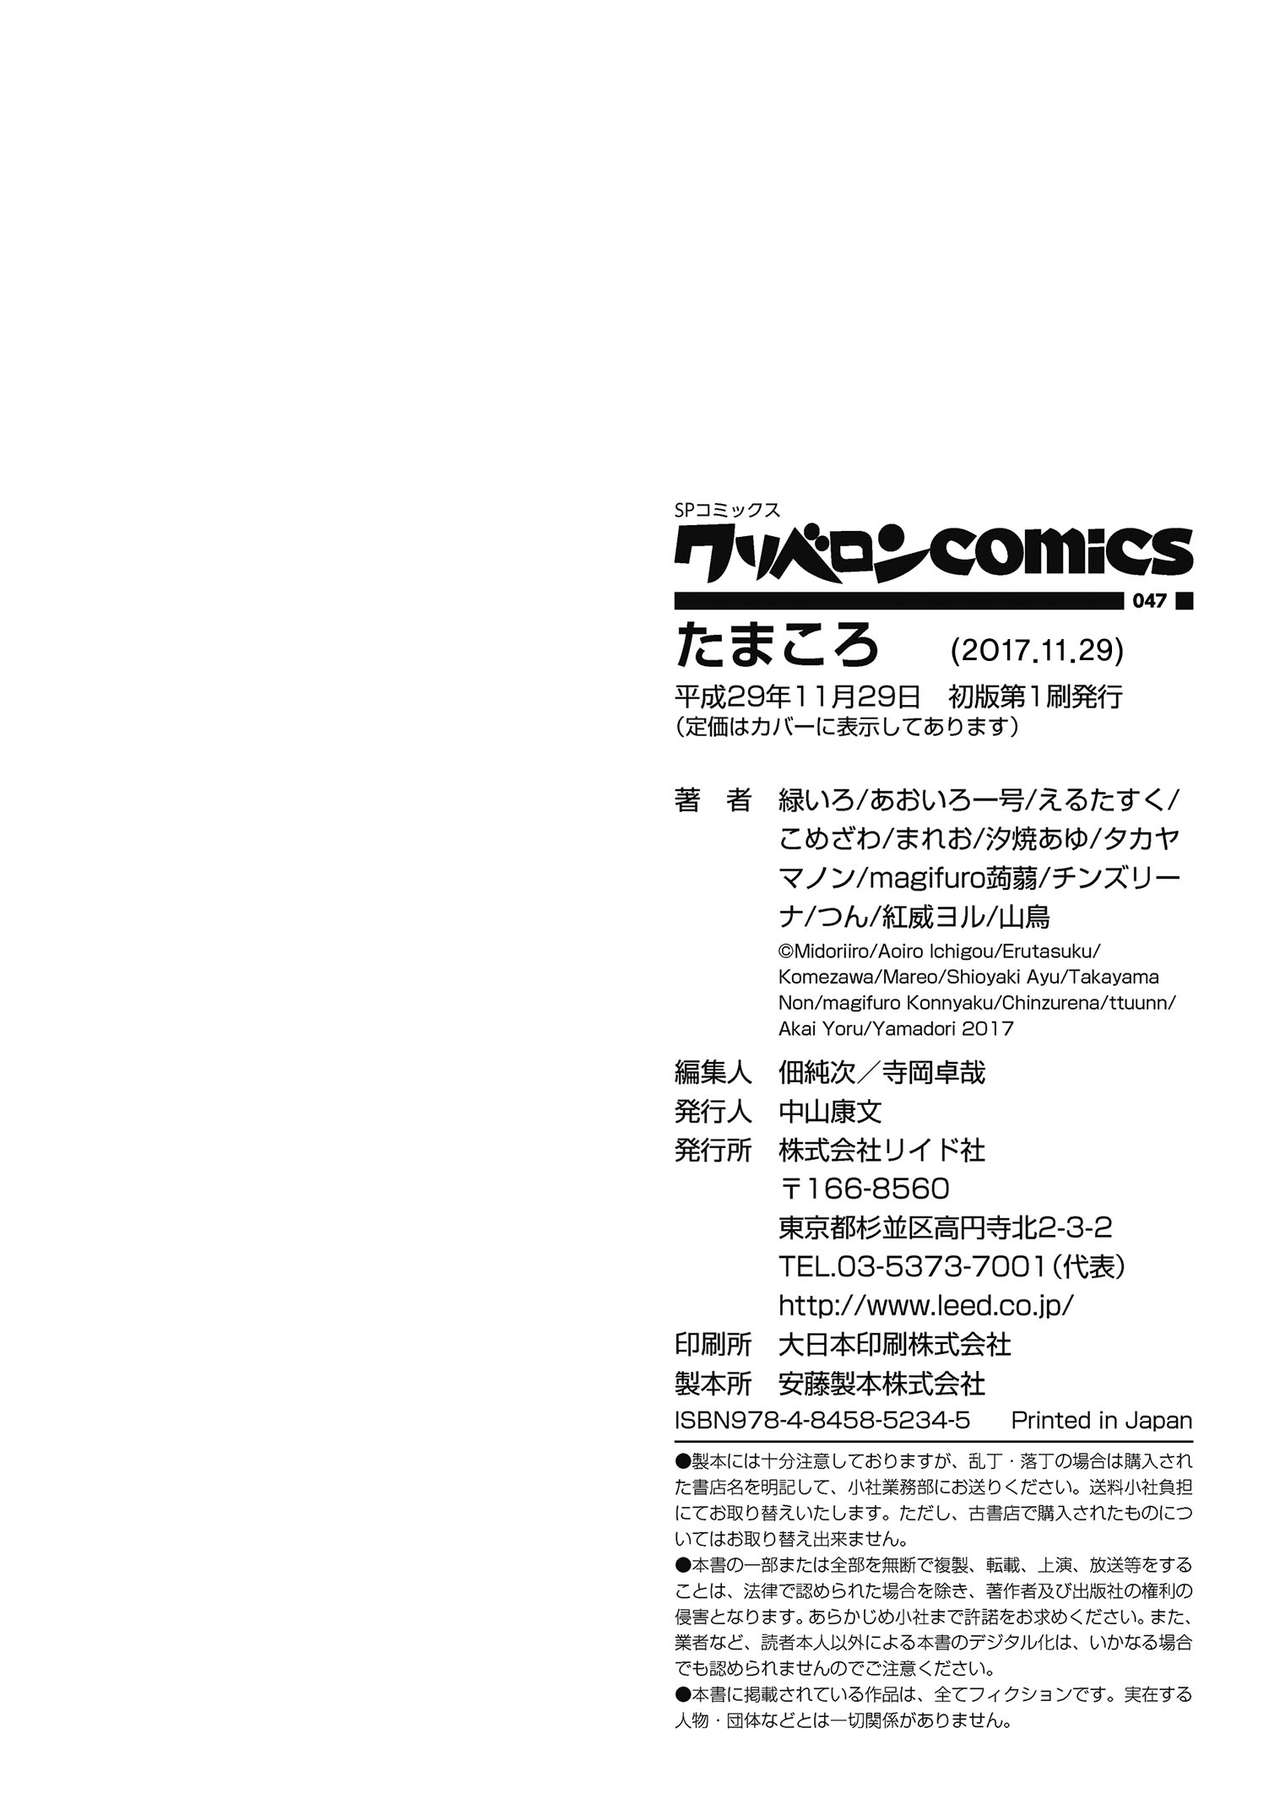 SPコミックス
クリベロンcomics
047
たまころ (2017.11.29)
平成29年11月29日　初版第1刷発行
（定価はカバーに表示してあります）
著　者　緑いろ/あおいろ一号/えるたすく/
こめざわ/まれお/汐焼あゆ/タカヤ
マノン/magifuro蒟蒻/チンズリー
ナ/つん/紅威ヨル/山鳥
©Midoriiro/Aoiro Ichigou/Erutasuku/
Komezawa/Mareo/Shioyaki Ayu/Takayama
Non/magifuro Konnyaku/Chinzurena/ttuunn/
Akai Yoru/Yamadori 2017
編集人　佃純次／寺岡卓哉
発行人　中山康文
発行所　株式会社リイド社
〒166-8560
東京都杉並区高円寺北2-3-2
TEL.03-5373-7001（代表）
http://www.leed.co.jp/
印刷所　大日本印刷株式会社
製本所　安藤製本株式会社
ISBN978-4-8458-5234-5　Printed in Japan
●製本には十分注意しておりますが、乱丁・落丁の場合は購入され
た書店名を明記して、小社業務部にお送りください。送料小社負担
にてお取り替えいたします。ただし、古書店で購入されたものにつ
いてはお取り替え出来ません。
●本書の一部または全部を無断で複製、転載、上演、放送等をする
ことは、法律で認められた場合を除き、著作者及び出版社の権利の
侵害となります。あらかじめ小社まで許諾をお求めください。また、
業者など、読者本人以外による本書のデジタル化は、いかなる場合
でも認められませんのでご注意ください。
●本書に掲載されている作品は、全てフィクションです。実在する
人物・団体などとは一切関係がありません。